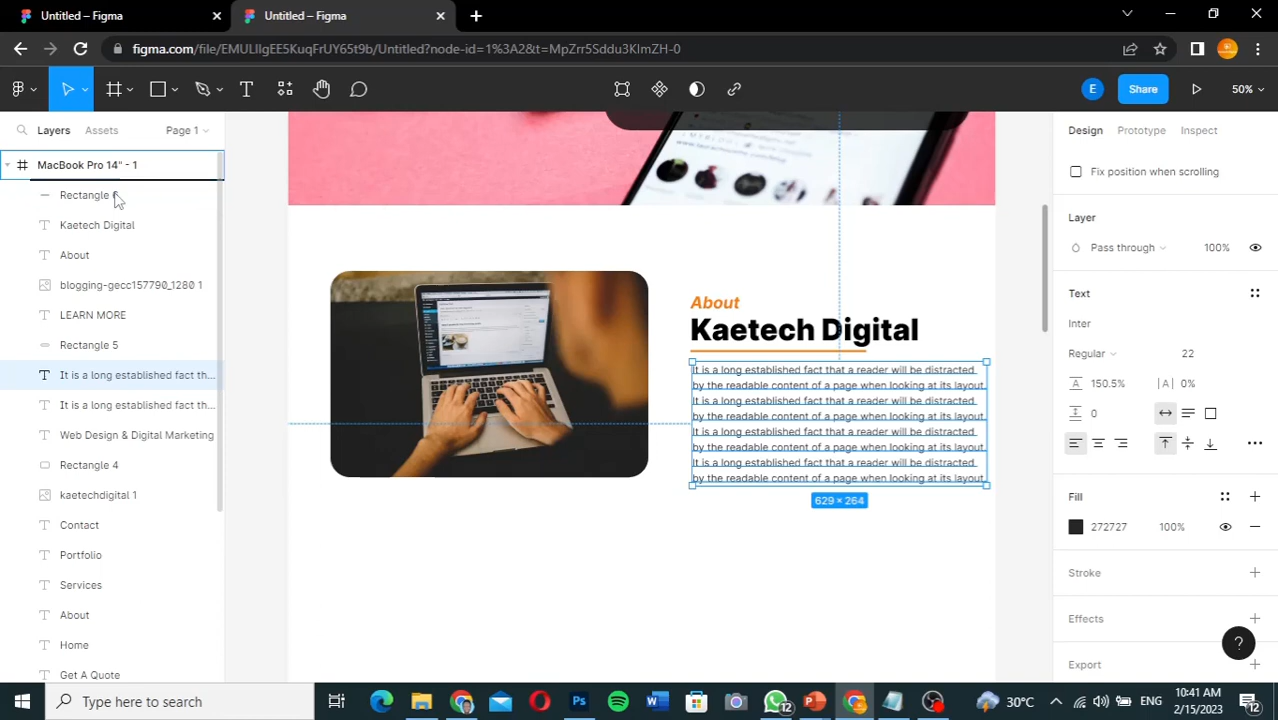 Untitled – Figma
Untitled – Figma
figma.com/file/EMULlIgEE5KuqFrUY65t9b/Untitled?node-id=1%3A2&t=MpZrr5Sddu3KlmZH-0
E
Share
50%
Layers
Assets
Page 1
MacBook Pro 14" - 1
Rectangle
Kaetech Digital
About
blogging-gecc157790_1280 1
LEARN MORE
Rectangle 5
It is a long established fact th...
It is a long established fact th...
Web Design & Digital Marketing
Rectangle 4
kaetechdigital 1
Contact
Portfolio
Services
About
Home
Get A Quote
About
Kaetech Digital
It is a long established fact that a reader will be distracted
by the readable content of a page when looking at its layout.
It is a long established fact that a reader will be distracted
by the readable content of a page when looking at its layout.
It is a long established fact that a reader will be distracted
by the readable content of a page when looking at its layout.
It is a long established fact that a reader will be distracted
by the readable content of a page when looking at its layout.
629 × 264
Design
Prototype
Inspect
Fix position when scrolling
Layer
Pass through
100%
Text
Inter
Regular
22
150.5%
|A| 0%
0
Fill
272727
100%
Stroke
Effects
Export
?
Type here to search
12
30°C
ENG
10:41 AM
2/15/2023
12